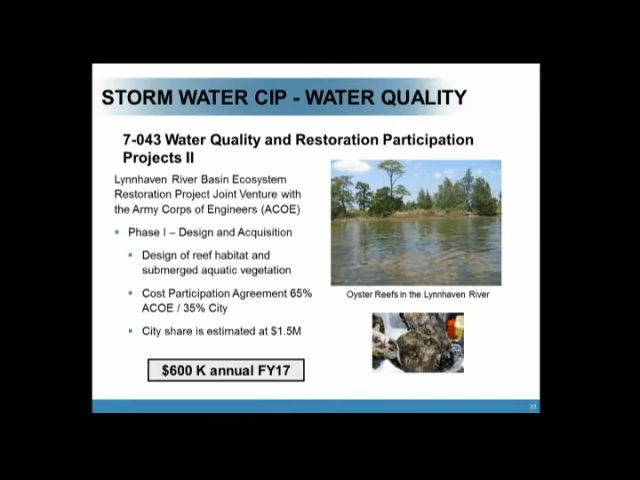 STORM WATER CIP - WATER QUALITY
7-043 Water Quality and Restoration Participation
Projects II
Lynnhaven River Basin Ecosystem
Restoration Project Joint Venture with
the Army Corps of Engineers (ACOE)
Phase I – Design and Acquisition
Design of reef habitat and
submerged aquatic vegetation
Cost Participation Agreement 65%
ACOE / 35% City
City share is estimated at $1.5M
$600 K annual FY17
Oyster Reefs in the Lynnhaven River